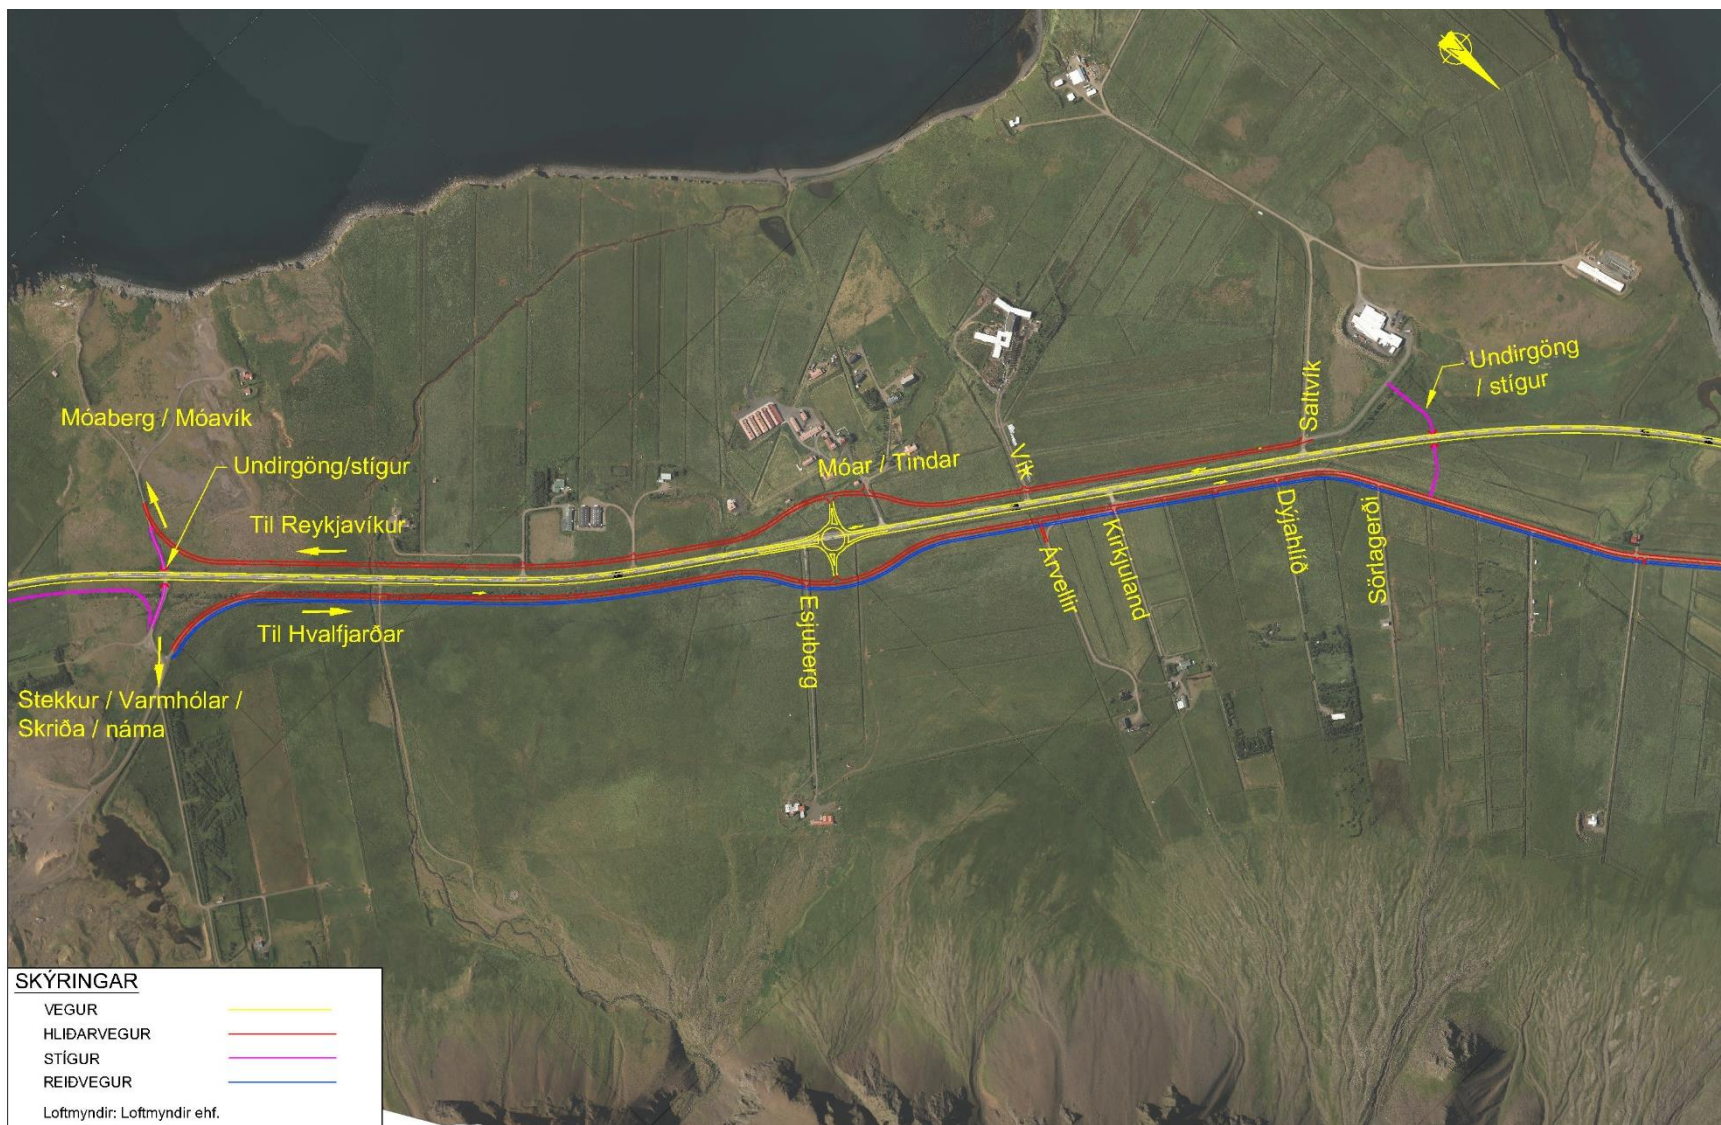 Undirgöng
/ stígur
Saltvík
Móaberg / Móavík
Undirgöng/stígur
Móar / Tindar
Vík
Til Reykjavíkur
Dýjahlíð
Sörlagerði
Kirkjuland
Árvellir
Esjuberg
Til Hvalfjarðar
Stekkur / Varmhólar /
Skriða / náma
SKÝRINGAR
VEGUR
HLIÐARVEGUR
STÍGUR
REIÐVEGUR
Loftmyndir: Loftmyndir ehf.